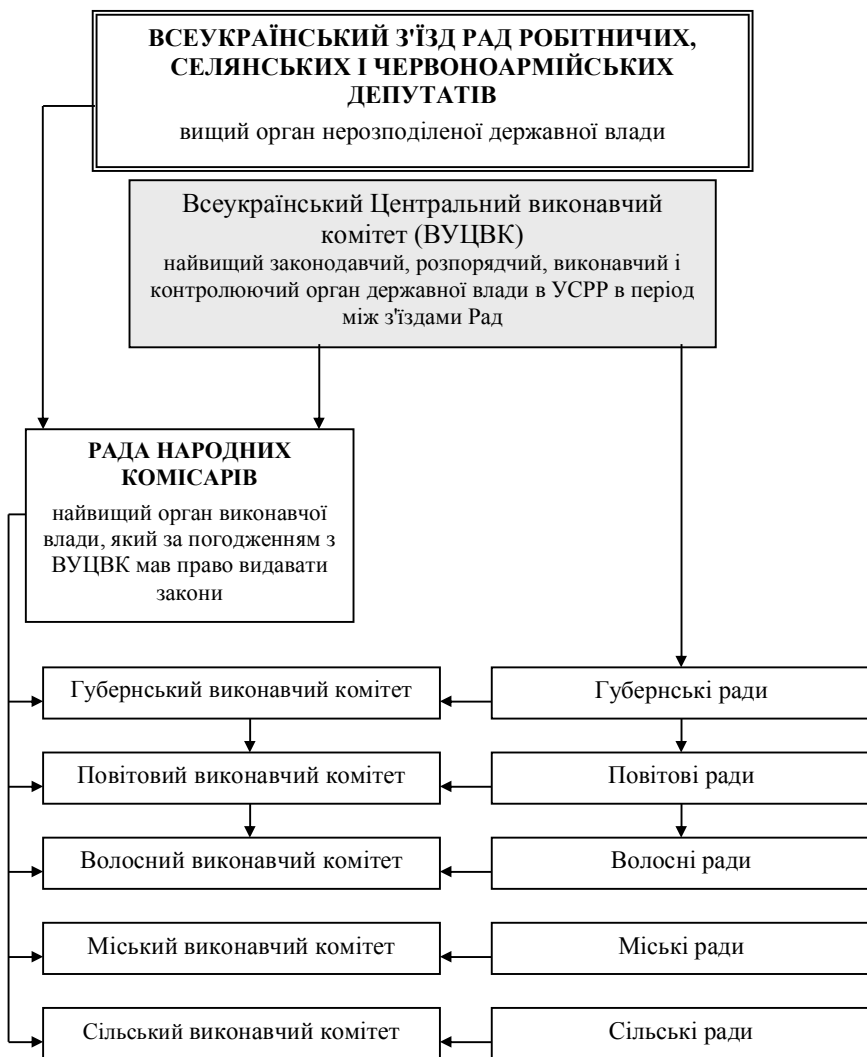 ВСЕУКРАЇНСЬКИЙ З'ЇЗД РАД РОБІТНИЧИХ,
СЕЛЯНСЬКИХ І ЧЕРВОНОАРМІЙСЬКИХ
ДЕПУТАТІВ
вищий орган нерозподіленої державної влади
Всеукраїнський Центральний виконавчий
комітет (ВУЦВК)
найвищий законодавчий, розпорядчий, виконавчий і
контролюючий орган державної влади в УСРР в період
між з'їздами Рад
РАДА НАРОДНИХ
КОМІСАРІВ
найвищий орган виконавчої
влади, який за погодженням з
ВУЦВК мав право видавати
закони
Губернський виконавчий комітет
Губернські ради
Повітовий виконавчий комітет
Повітові ради
Волосний виконавчий комітет
Волосні ради
Міський виконавчий комітет
Міські ради
Сільський виконавчий комітет
Сільські ради